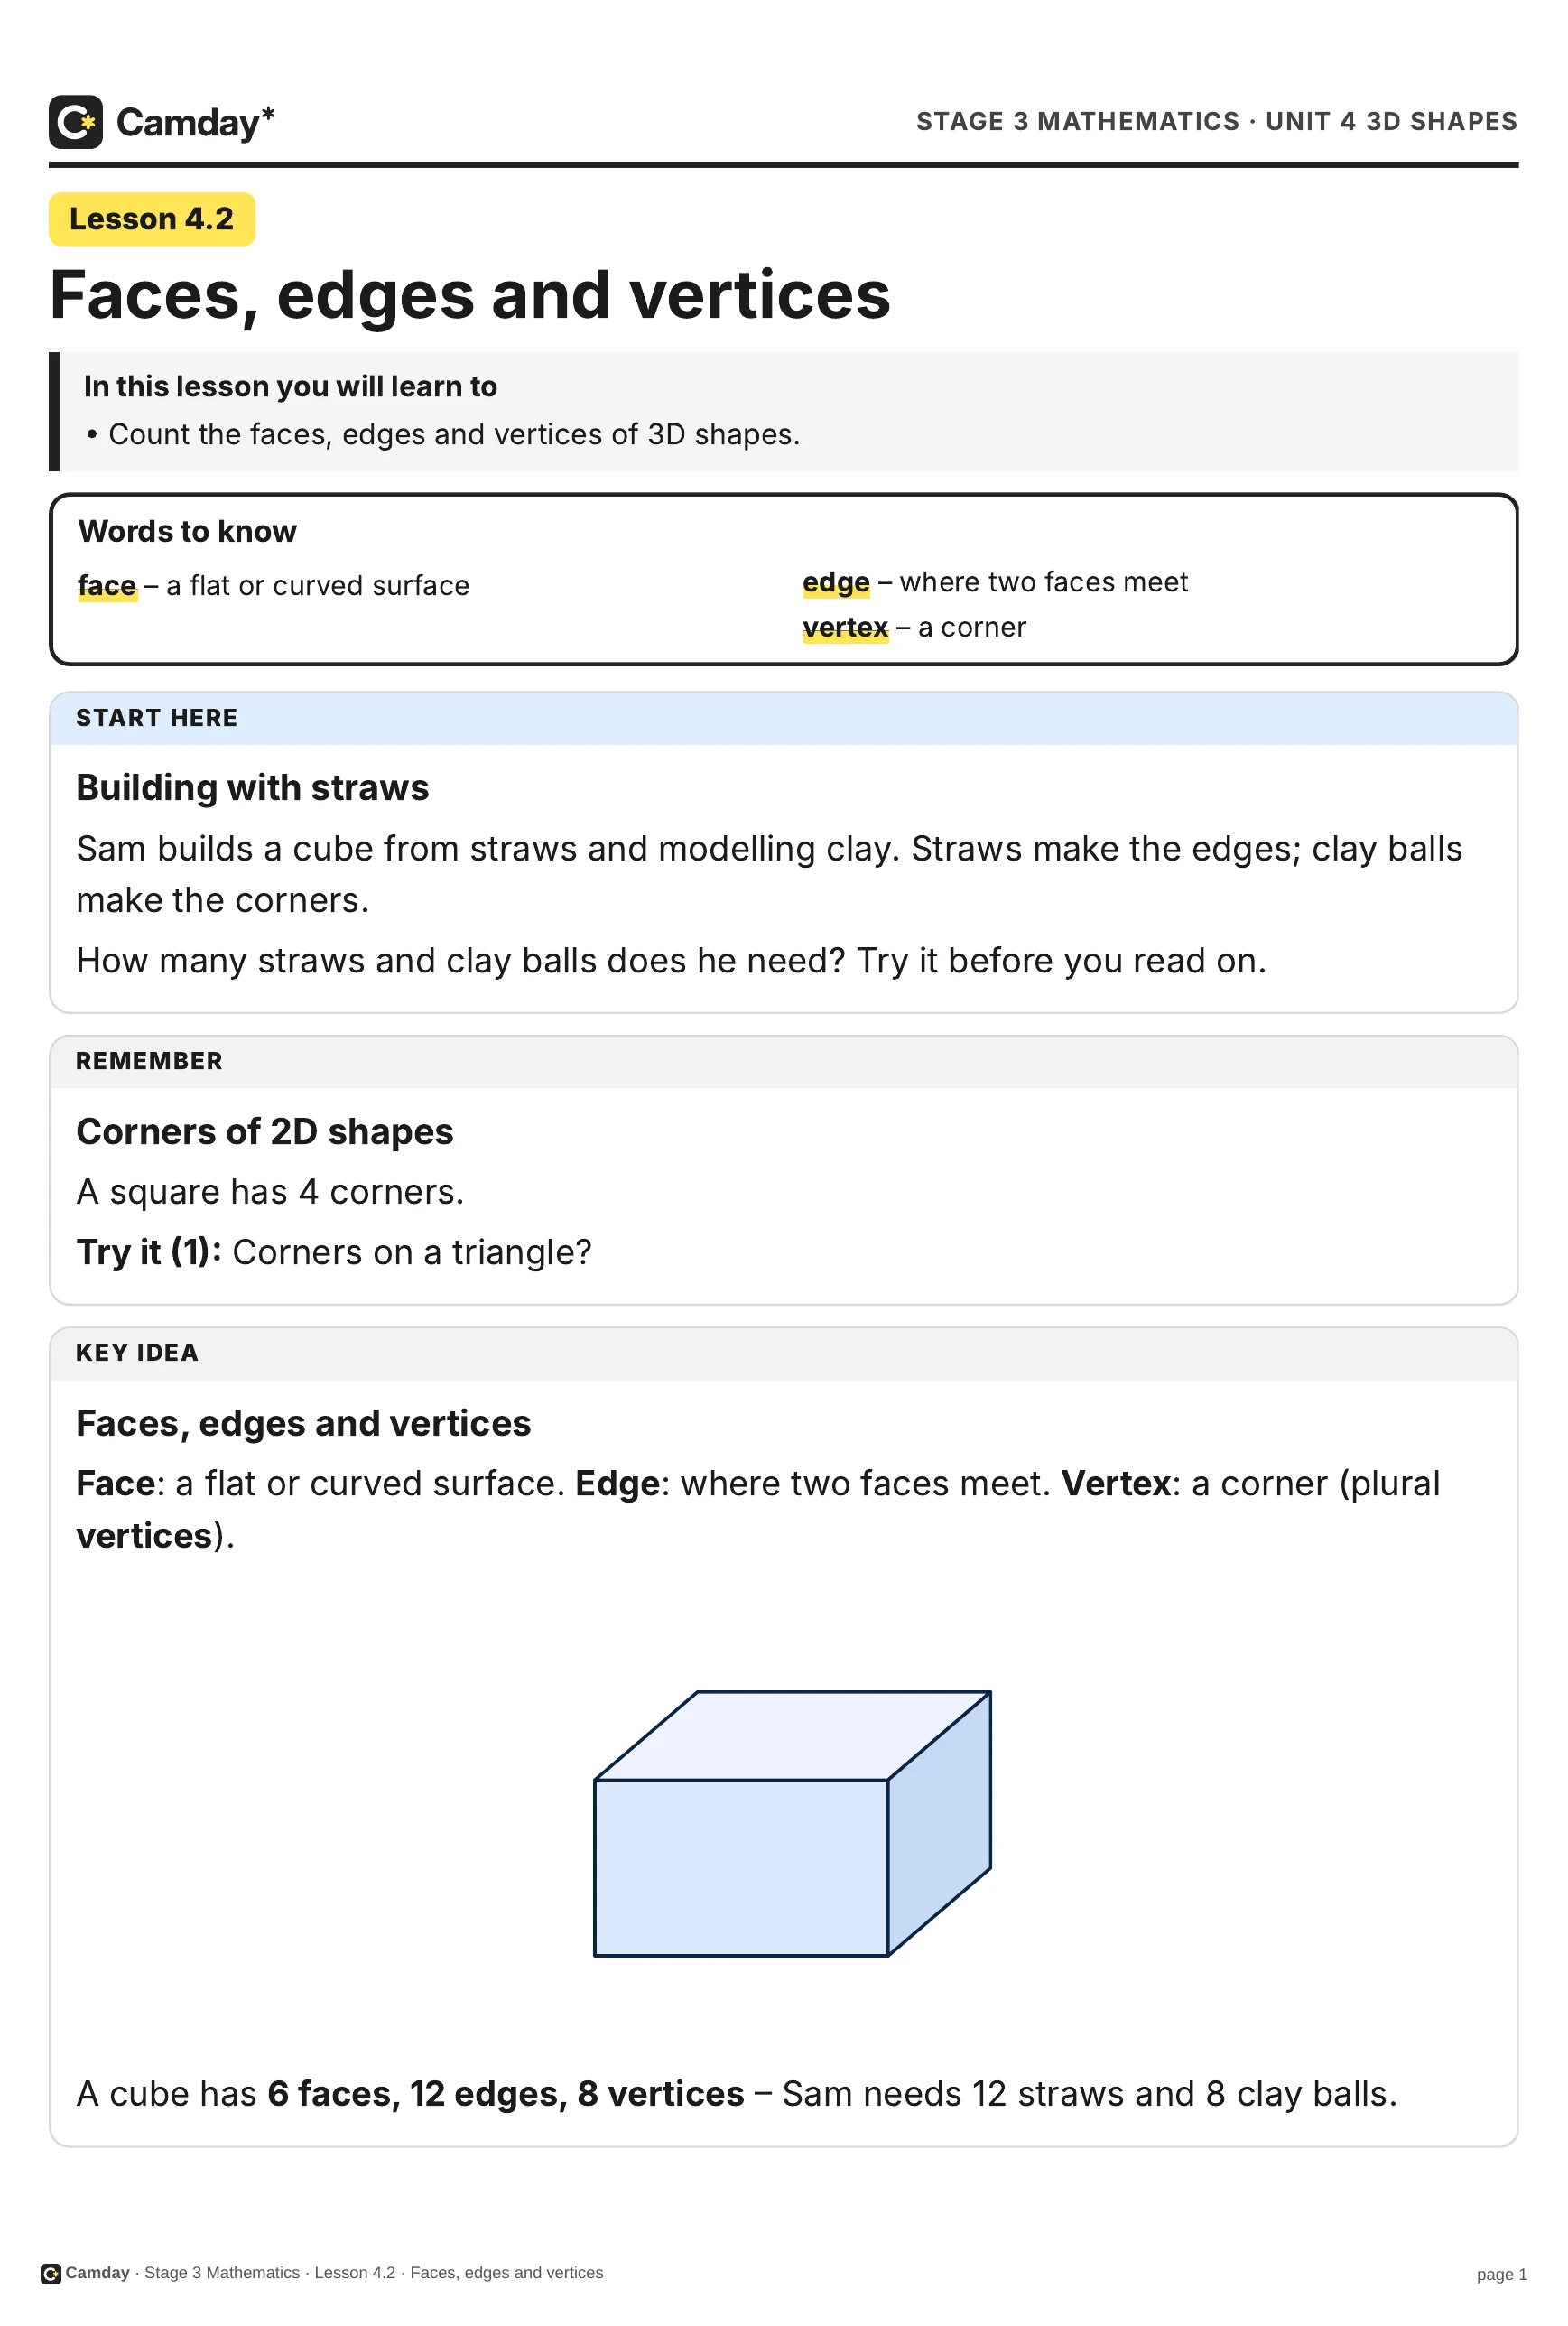 Camday*
STAGE 3 MATHEMATICS · UNIT 4 3D SHAPES
Lesson 4.2
Faces, edges and vertices
In this lesson you will learn to
• Count the faces, edges and vertices of 3D shapes.
Words to know
face – a flat or curved surface
edge – where two faces meet
vertex – a corner
START HERE
Building with straws
Sam builds a cube from straws and modelling clay. Straws make the edges; clay balls
make the corners.
How many straws and clay balls does he need? Try it before you read on.
REMEMBER
Corners of 2D shapes
A square has 4 corners.
Try it (1): Corners on a triangle?
KEY IDEA
Faces, edges and vertices
Face: a flat or curved surface. Edge: where two faces meet. Vertex: a corner (plural
vertices).
A cube has 6 faces, 12 edges, 8 vertices – Sam needs 12 straws and 8 clay balls.
Camday · Stage 3 Mathematics · Lesson 4.2 · Faces, edges and vertices
page 1